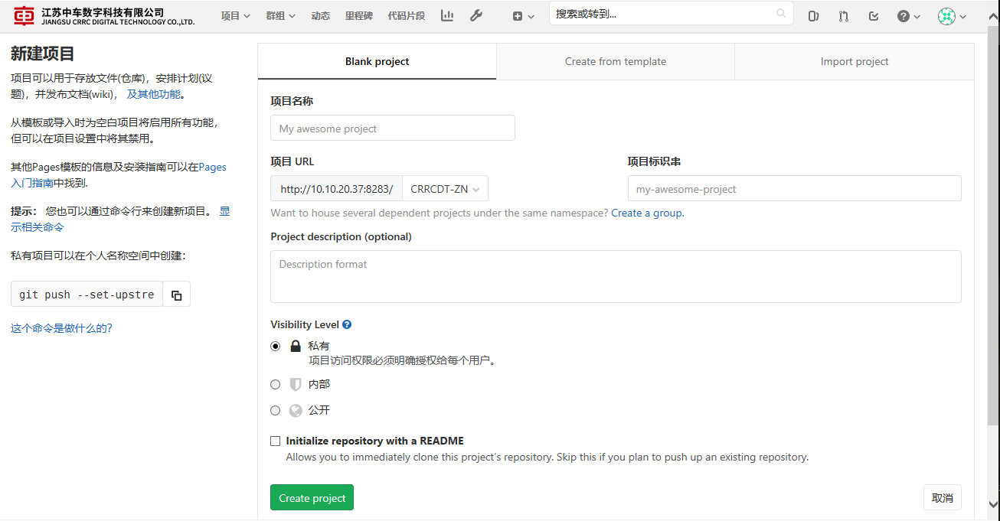 江苏中车数字科技有限公司
JIANGSU CRRC DIGITAL TECHNOLOGY CO.,LTD.
项目 群组 动态 里程碑 代码片段 搜索或转到...
新建项目
项目可以用于存放文件(仓库)，安排计划(议
题)，并发布文档(wiki)， 及其他功能。
从模板或导入时为空白项目将启用所有功能，
但可以在项目设置中将其禁用。
其他Pages模板的信息及安装指南可以在Pages
入门指南中找到.
提示： 您也可以通过命令行来创建新项目。 显
示相关命令
私有项目可以在个人名称空间中创建：
git push --set-upstre
这个命令是做什么的？
Blank project Create from template Import project
项目名称
My awesome project
项目 URL 项目标识串
http://10.10.20.37:8283/ CRRCDT-ZN my-awesome-project
Want to house several dependent projects under the same namespace? Create a group.
Project description (optional)
Description format
Visibility Level
私有
项目访问权限必须明确授权给每个用户。
内部
公开
Initialize repository with a README
Allows you to immediately clone this project’s repository. Skip this if you plan to push up an existing repository.
Create project 取消